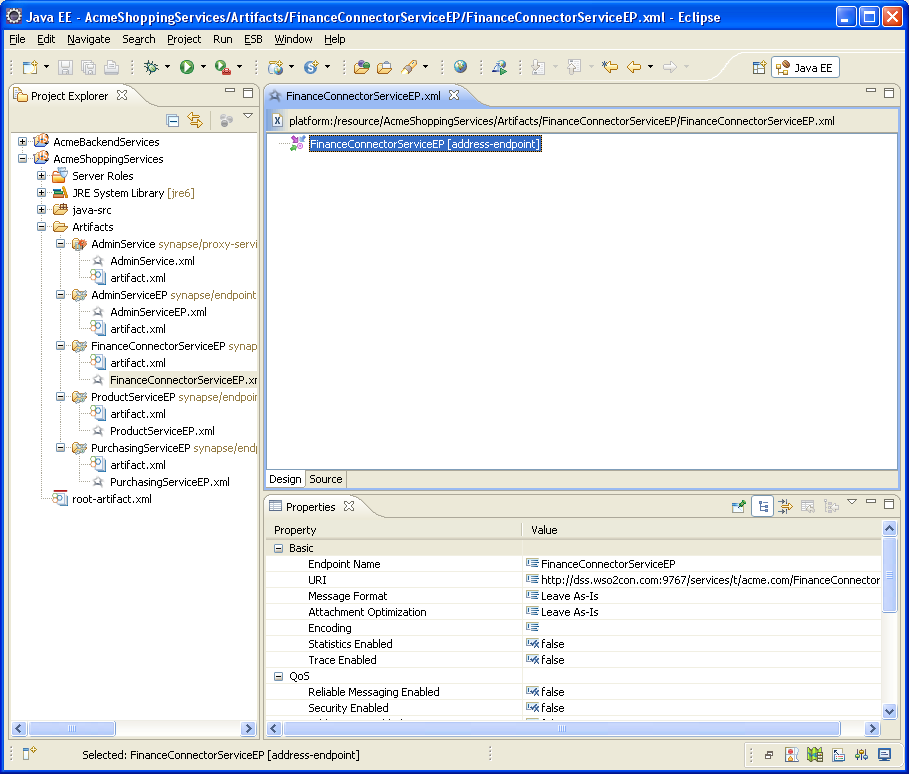 Java EE - AcmeShoppingServices/Artifacts/FinanceConnectorServiceEP/FinanceConnectorServiceEP.xml - Eclipse
File Edit Navigate Search Project Run ESB Window Help
Java EE
Project Explorer
AcmeBackendServices
AcmeShoppingServices
Server Roles
JRE System Library [jre6]
java-src
Artifacts
AdminService synapse/proxy-servi
AdminService.xml
artifact.xml
AdminServiceEP synapse/endpoint
AdminServiceEP.xml
artifact.xml
FinanceConnectorServiceEP synap
artifact.xml
FinanceConnectorServiceEP.xm
ProductServiceEP synapse/endpoin
artifact.xml
ProductServiceEP.xml
PurchasingServiceEP synapse/endp
artifact.xml
PurchasingServiceEP.xml
root-artifact.xml
FinanceConnectorServiceEP.xml
platform:/resource/AcmeShoppingServices/Artifacts/FinanceConnectorServiceEP/FinanceConnectorServiceEP.xml
FinanceConnectorServiceEP [address-endpoint]
Design Source
Properties
Property Value
Basic
Endpoint Name FinanceConnectorServiceEP
URI http://dss.wso2con.com:9767/services/t/acme.com/FinanceConnector
Message Format Leave As-Is
Attachment Optimization Leave As-Is
Encoding
Statistics Enabled false
Trace Enabled false
QoS
Reliable Messaging Enabled false
Security Enabled false
Selected: FinanceConnectorServiceEP [address-endpoint]